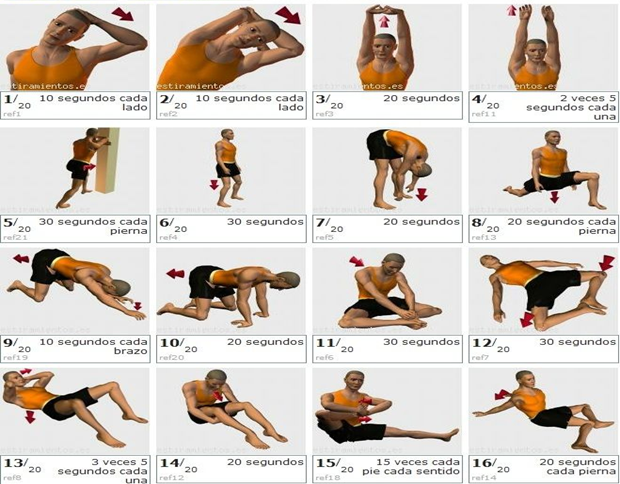 estiramientos.es
estiramientos.es
1/20 10 segundos cada
lado
ref1
2/20 10 segundos cada
lado
ref2
3/20 20 segundos
ref3
4/20 2 veces 5
segundos cada
una
ref11
5/20 30 segundos cada
pierna
ref21
6/20 30 segundos
ref4
7/20 20 segundos
ref5
8/20 20 segundos cada
pierna
ref13
9/20 10 segundos cada
brazo
ref19
10/20 20 segundos
ref20
11/20 30 segundos
ref6
12/20 30 segundos
ref7
13/20 3 veces 5
segundos cada
una
ref8
14/20 20 segundos
ref12
15/20 15 veces cada
pie cada sentido
ref18
16/20 20 segundos
cada pierna
ref14